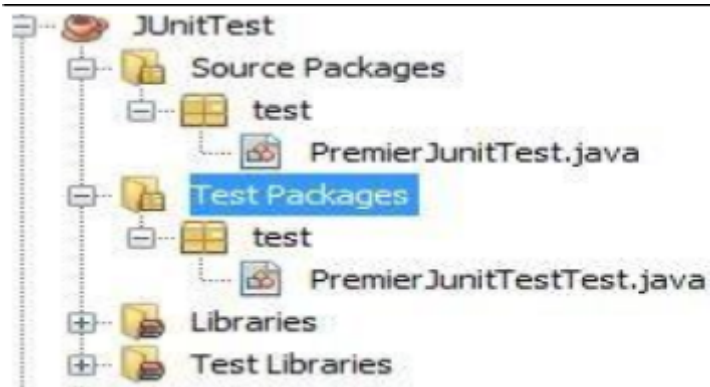 JUnitTest
Source Packages
test
PremierJunitTest.java
Test Packages
test
PremierJunitTestTest.java
Libraries
Test Libraries